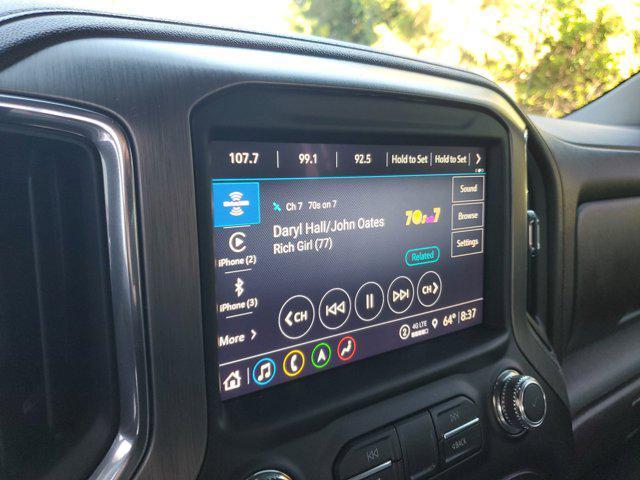 107.7 99.1 92.5 Hold to Set Hold to Set
Ch 7 70s on 7
Daryl Hall/John Oates
Rich Girl (77)
70s on 7
Related
Sound
Browse
Settings
iPhone (2)
iPhone (3)
More
CH CH
2 4G LTE 64° 8:37
BACK